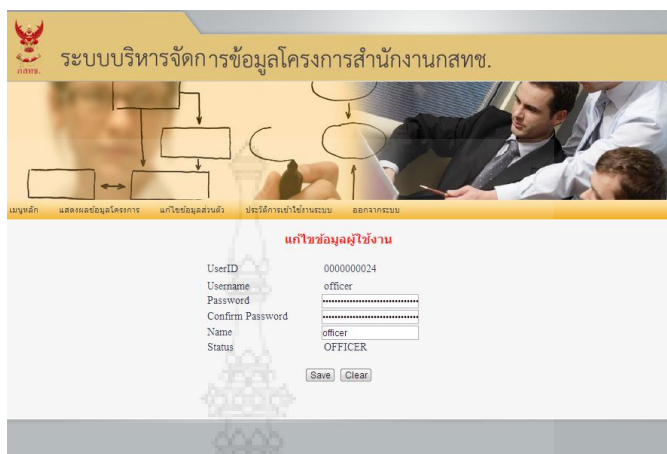 กสทช.
ระบบบริหารจัดการข้อมูลโครงการสำนักงานกสทช.
เมนูหลัก แสดงผลข้อมูลโครงการ แก้ไขข้อมูลส่วนตัว ประวัติการเข้าใช้งานระบบ ออกจากระบบ
แก้ไขข้อมูลผู้ใช้งาน
UserID 0000000024
Username officer
Password
Confirm Password
Name officer
Status OFFICER
Save Clear